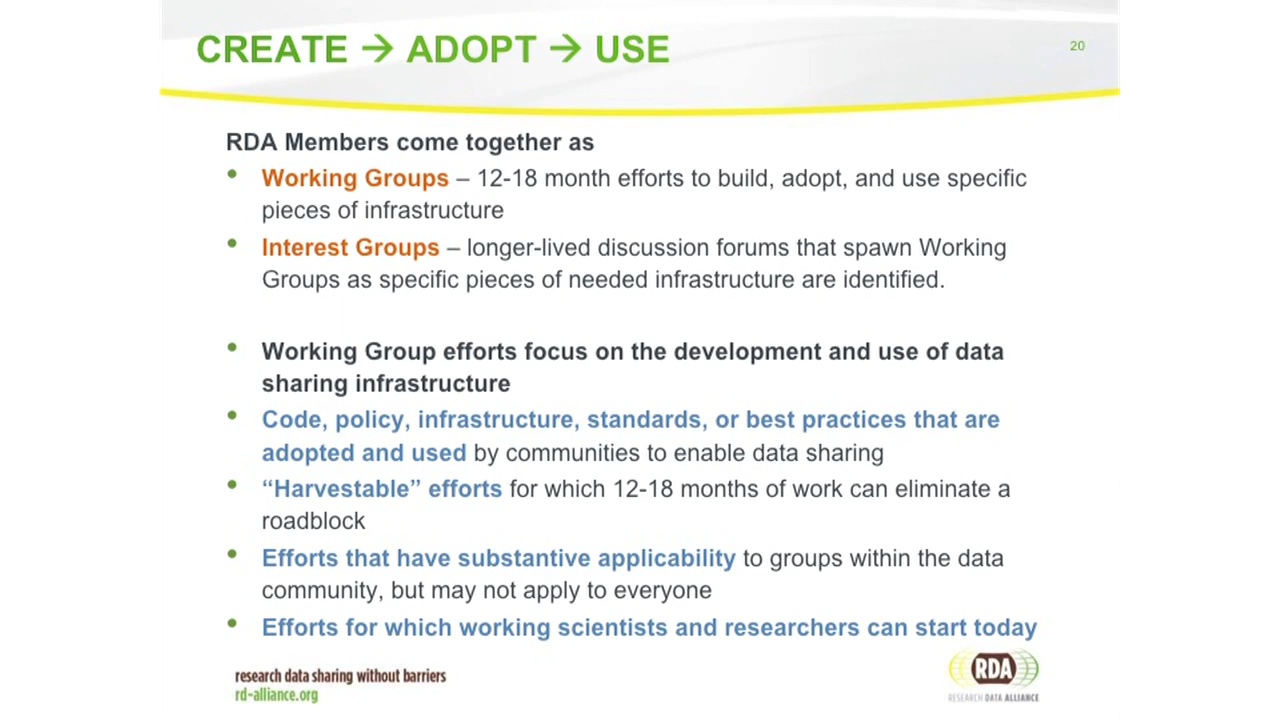 CREATE → ADOPT → USE
20
RDA Members come together as
• Working Groups – 12-18 month efforts to build, adopt, and use specific
pieces of infrastructure
• Interest Groups – longer-lived discussion forums that spawn Working
Groups as specific pieces of needed infrastructure are identified.
• Working Group efforts focus on the development and use of data
sharing infrastructure
• Code, policy, infrastructure, standards, or best practices that are
adopted and used by communities to enable data sharing
• “Harvestable” efforts for which 12-18 months of work can eliminate a
roadblock
• Efforts that have substantive applicability to groups within the data
community, but may not apply to everyone
• Efforts for which working scientists and researchers can start today
research data sharing without barriers
rd-alliance.org
RDA
RESEARCH DATA ALLIANCE